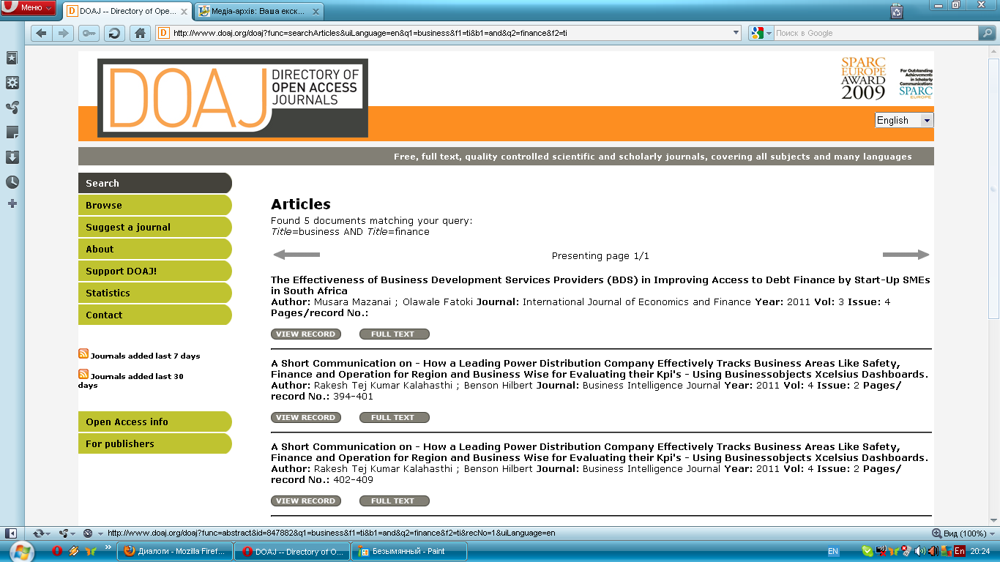 Меню
DOAJ -- Directory of Ope...
Медіа-архів: Ваша екск...
http://www.doaj.org/doaj?func=searchArticles&uiLanguage=en&q1=business&f1=ti&b1=and&q2=finance&f2=ti
Поиск в Google
DOAJ
DIRECTORY OF
OPEN ACCESS
JOURNALS
SPARC
EUROPE
AWARD
2009
For Outstanding
Achievements
in Scholarly
Communications
SPARC
EUROPE
English
Free, full text, quality controlled scientific and scholarly journals, covering all subjects and many languages
Search
Browse
Suggest a journal
About
Support DOAJ!
Statistics
Contact
Journals added last 7 days
Journals added last 30
days
Open Access info
For publishers
Articles
Found 5 documents matching your query:
Title=business AND Title=finance
Presenting page 1/1
The Effectiveness of Business Development Services Providers (BDS) in Improving Access to Debt Finance by Start-Up SMEs
in South Africa
Author: Musara Mazanai ; Olawale Fatoki Journal: International Journal of Economics and Finance Year: 2011 Vol: 3 Issue: 4
Pages/record No.:
VIEW RECORD FULL TEXT
A Short Communication on - How a Leading Power Distribution Company Effectively Tracks Business Areas Like Safety,
Finance and Operation for Region and Business Wise for Evaluating their Kpi's - Using Businessobjects Xcelsius Dashboards.
Author: Rakesh Tej Kumar Kalahasthi ; Benson Hilbert Journal: Business Intelligence Journal Year: 2011 Vol: 4 Issue: 2 Pages/
record No.: 394-401
VIEW RECORD FULL TEXT
A Short Communication on - How a Leading Power Distribution Company Effectively Tracks Business Areas Like Safety,
Finance and Operation for Region and Business Wise for Evaluating their Kpi's - Using Businessobjects Xcelsius Dashboards.
Author: Rakesh Tej Kumar Kalahasthi ; Benson Hilbert Journal: Business Intelligence Journal Year: 2011 Vol: 4 Issue: 2 Pages/
record No.: 402-409
VIEW RECORD FULL TEXT
http://www.doaj.org/doaj?func=abstract&id=847882&q1=business&f1=ti&b1=and&q2=finance&f2=ti&recNo=1&uiLanguage=en
Вид (100%)
Диалоги - Mozilla Firef...
DOAJ -- Directory of O...
Безымянный - Paint
EN
En
20:24